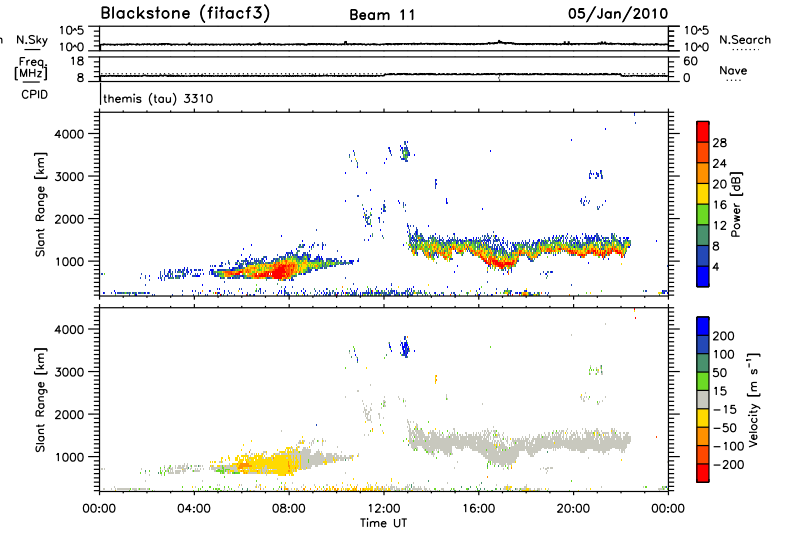 Blackstone (fitacf3) Beam 11 05/Jan/2010
n N.Sky 10^5 10^0 10^5 10^0 N.Search
Freq. [MHz] 18 8 60 0 Nave
CPID themis (tau) 3310
Slant Range [km] 4000 3000 2000 1000
Power [dB] 28 24 20 16 12 8 4
Slant Range [km] 4000 3000 2000 1000
Velocity [m s⁻¹] 200 100 50 15 -15 -50 -100 -200
00:00 04:00 08:00 12:00 16:00 20:00 00:00
Time UT